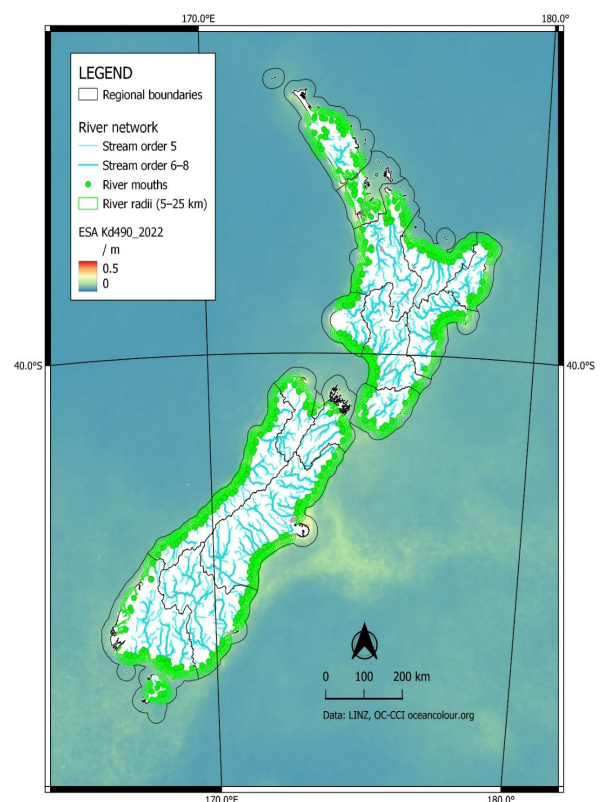 170.0°E
180.0°
LEGEND
Regional boundaries
River network
Stream order 5
Stream order 6–8
River mouths
River radii (5–25 km)
ESA Kd490_2022
/ m
0.5
0
40.0°S
40.0°S
0 100 200 km
Data: LINZ, OC-CCI oceancolour.org
170.0°E
180.0°